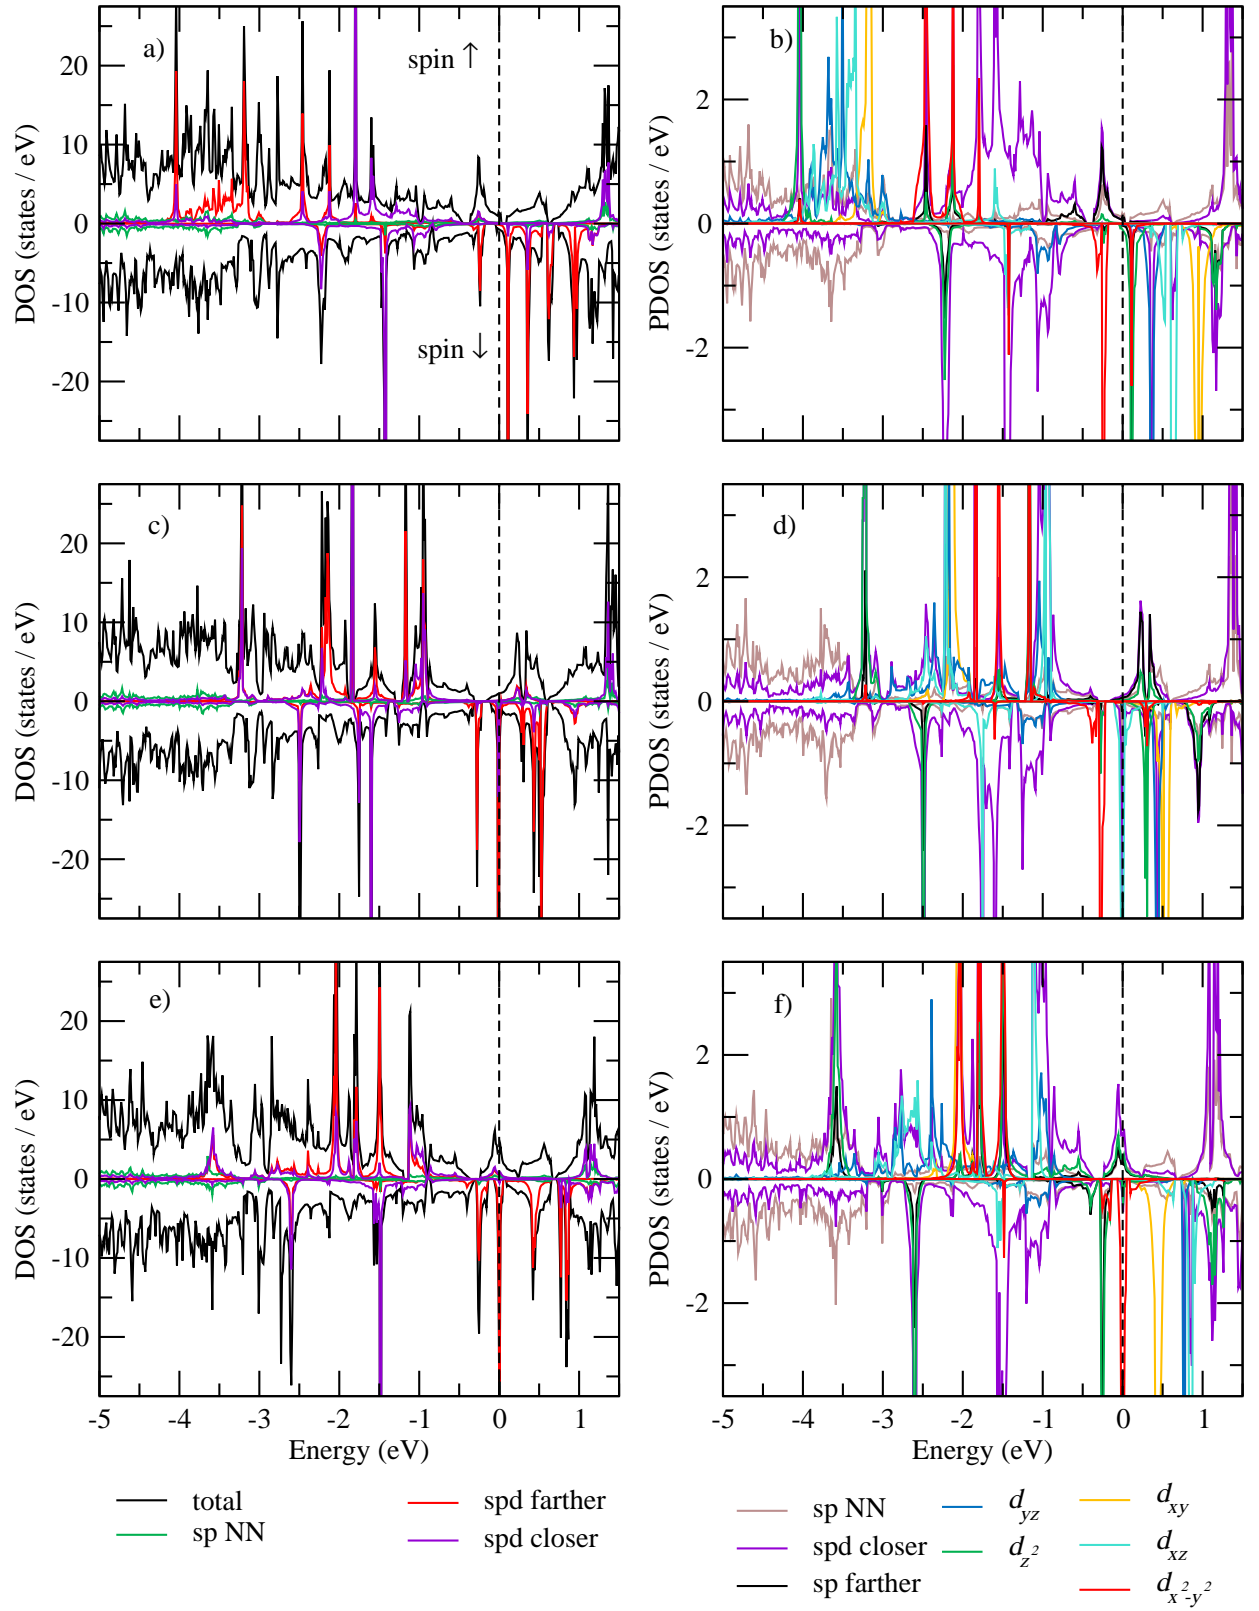 a)
spin ↑
spin ↓
20
10
0
-10
-20
DOS (states / eV)
b)
2
0
-2
PDOS (states / eV)
c)
20
10
0
-10
-20
DOS (states / eV)
d)
2
0
-2
PDOS (states / eV)
e)
20
10
0
-10
-20
DOS (states / eV)
-5 -4 -3 -2 -1 0 1
Energy (eV)
f)
2
0
-2
PDOS (states / eV)
-5 -4 -3 -2 -1 0 1
Energy (eV)
total
sp NN
spd farther
spd closer
sp NN
spd closer
sp farther
d_yz
d_z²
d_xy
d_xz
d_x²-y²